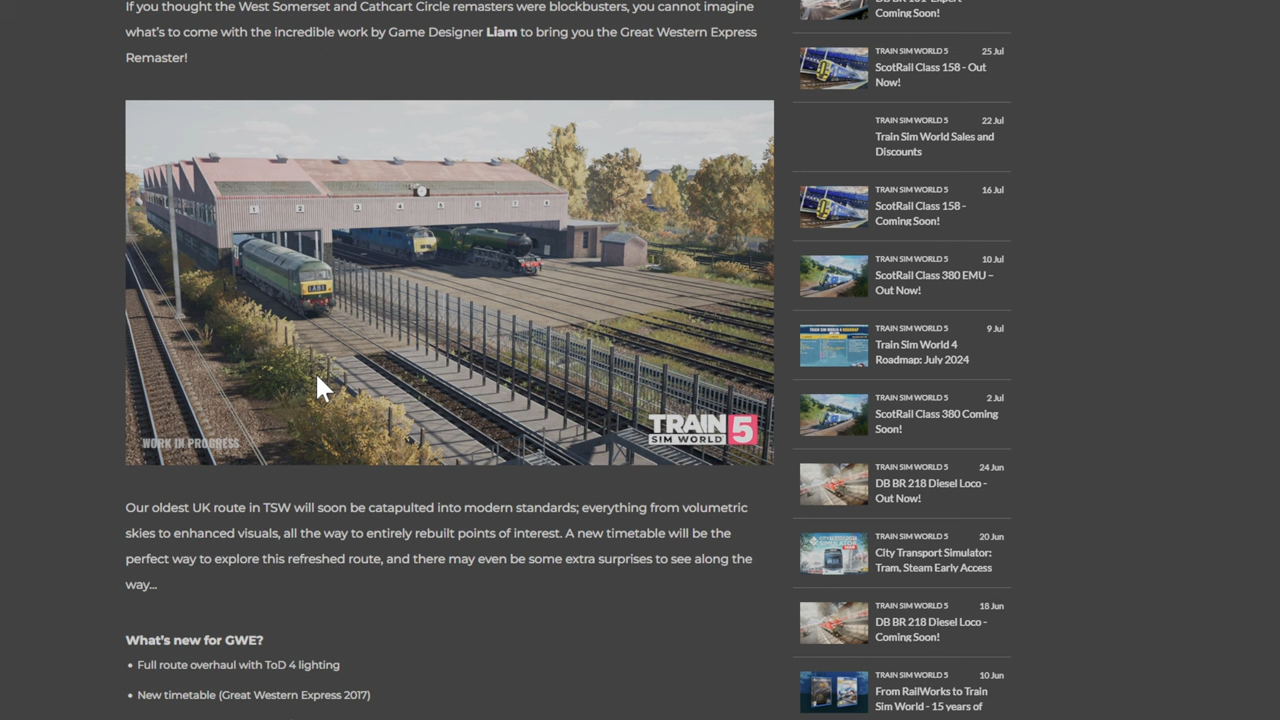 If you thought the West Somerset and Cathcart Circle remasters were blockbusters, you cannot imagine
what's to come with the incredible work by Game Designer Liam to bring you the Great Western Express
Remaster!
1
2
3
4
5
6
7
8
1A81
WORK IN PROGRESS
TRAIN
SIM WORLD 5
Our oldest UK route in TSW will soon be catapulted into modern standards; everything from volumetric
skies to enhanced visuals, all the way to entirely rebuilt points of interest. A new timetable will be the
perfect way to explore this refreshed route, and there may even be some extra surprises to see along the
way...
What's new for GWE?
• Full route overhaul with ToD 4 lighting
• New timetable (Great Western Express 2017)
Coming Soon!
TRAIN SIM WORLD 5 25 Jul
ScotRail Class 158 - Out
Now!
TRAIN SIM WORLD 5 22 Jul
Train Sim World Sales and
Discounts
TRAIN SIM WORLD 5 16 Jul
ScotRail Class 158 -
Coming Soon!
TRAIN SIM WORLD 5 10 Jul
ScotRail Class 380 EMU –
Out Now!
TRAIN SIM WORLD 5 9 Jul
Train Sim World 4
Roadmap: July 2024
TRAIN SIM WORLD 5 2 Jul
ScotRail Class 380 Coming
Soon!
TRAIN SIM WORLD 5 24 Jun
DB BR 218 Diesel Loco -
Out Now!
TRAIN SIM WORLD 5 20 Jun
City Transport Simulator:
Tram, Steam Early Access
TRAIN SIM WORLD 5 18 Jun
DB BR 218 Diesel Loco -
Coming Soon!
TRAIN SIM WORLD 5 10 Jun
From RailWorks to Train
Sim World - 15 years of